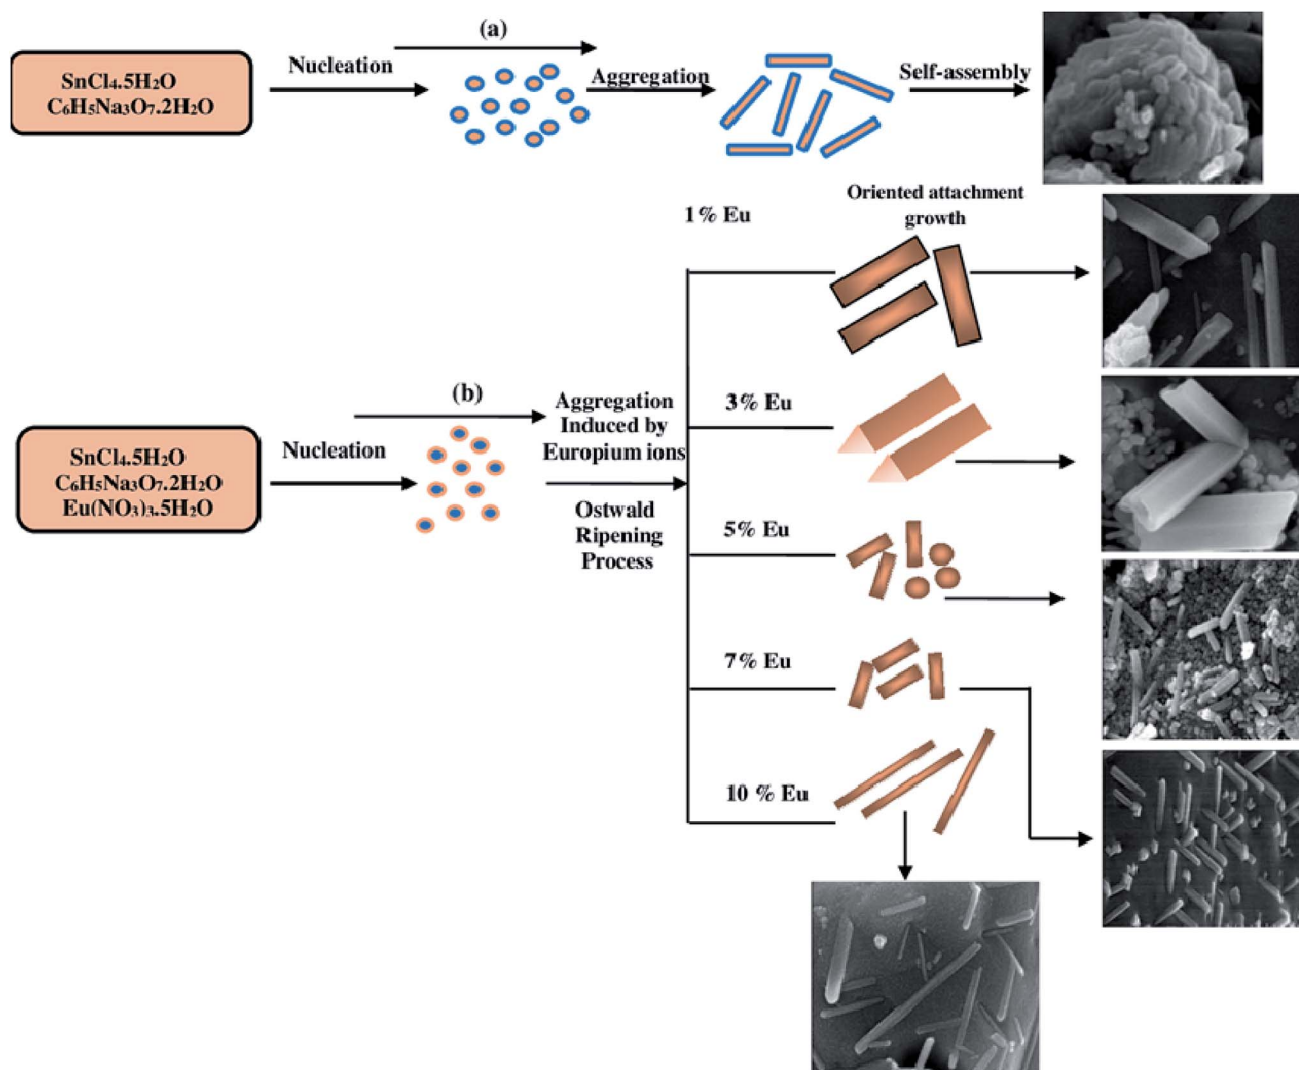 (a)
SnCl₄.5H₂O
C₆H₅Na₃O₇.2H₂O
Nucleation
Aggregation
Self-assembly
1% Eu
Oriented attachment
growth
(b)
SnCl₄.5H₂O
C₆H₅Na₃O₇.2H₂O
Eu(NO₃)₃.5H₂O
Nucleation
Aggregation
Induced by
Europium ions
Ostwald
Ripening
Process
3% Eu
5% Eu
7% Eu
10 % Eu